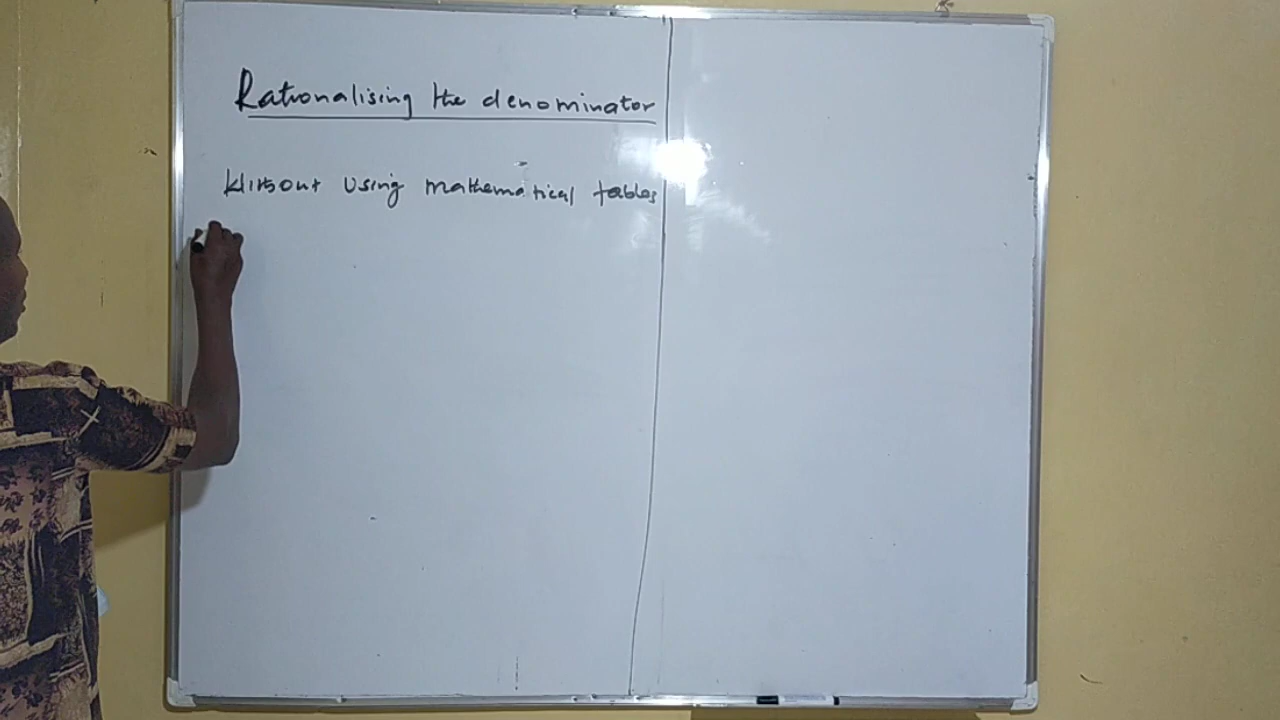 Rationalising the denominator
Without using mathematical tables